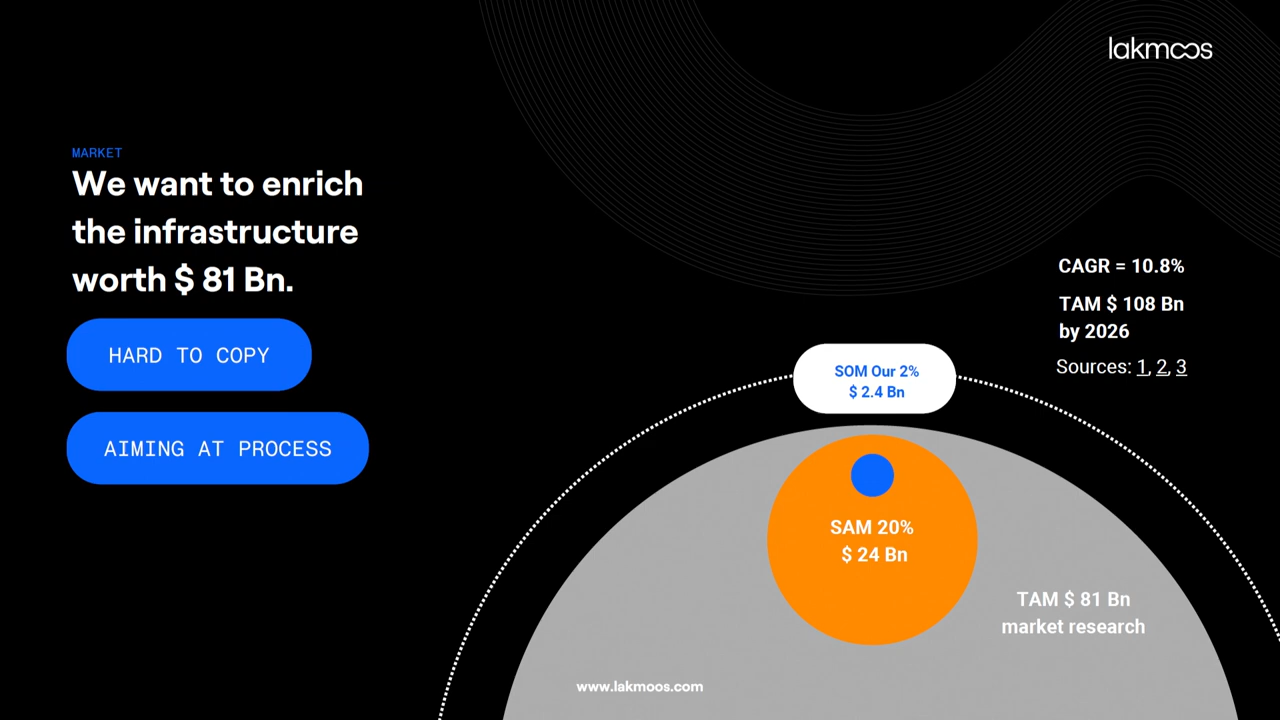 lakmoos
MARKET
We want to enrich
the infrastructure
worth $ 81 Bn.
HARD TO COPY
AIMING AT PROCESS
CAGR = 10.8%
TAM $ 108 Bn
by 2026
Sources: 1, 2, 3
SOM Our 2%
$ 2.4 Bn
SAM 20%
$ 24 Bn
TAM $ 81 Bn
market research
www.lakmoos.com